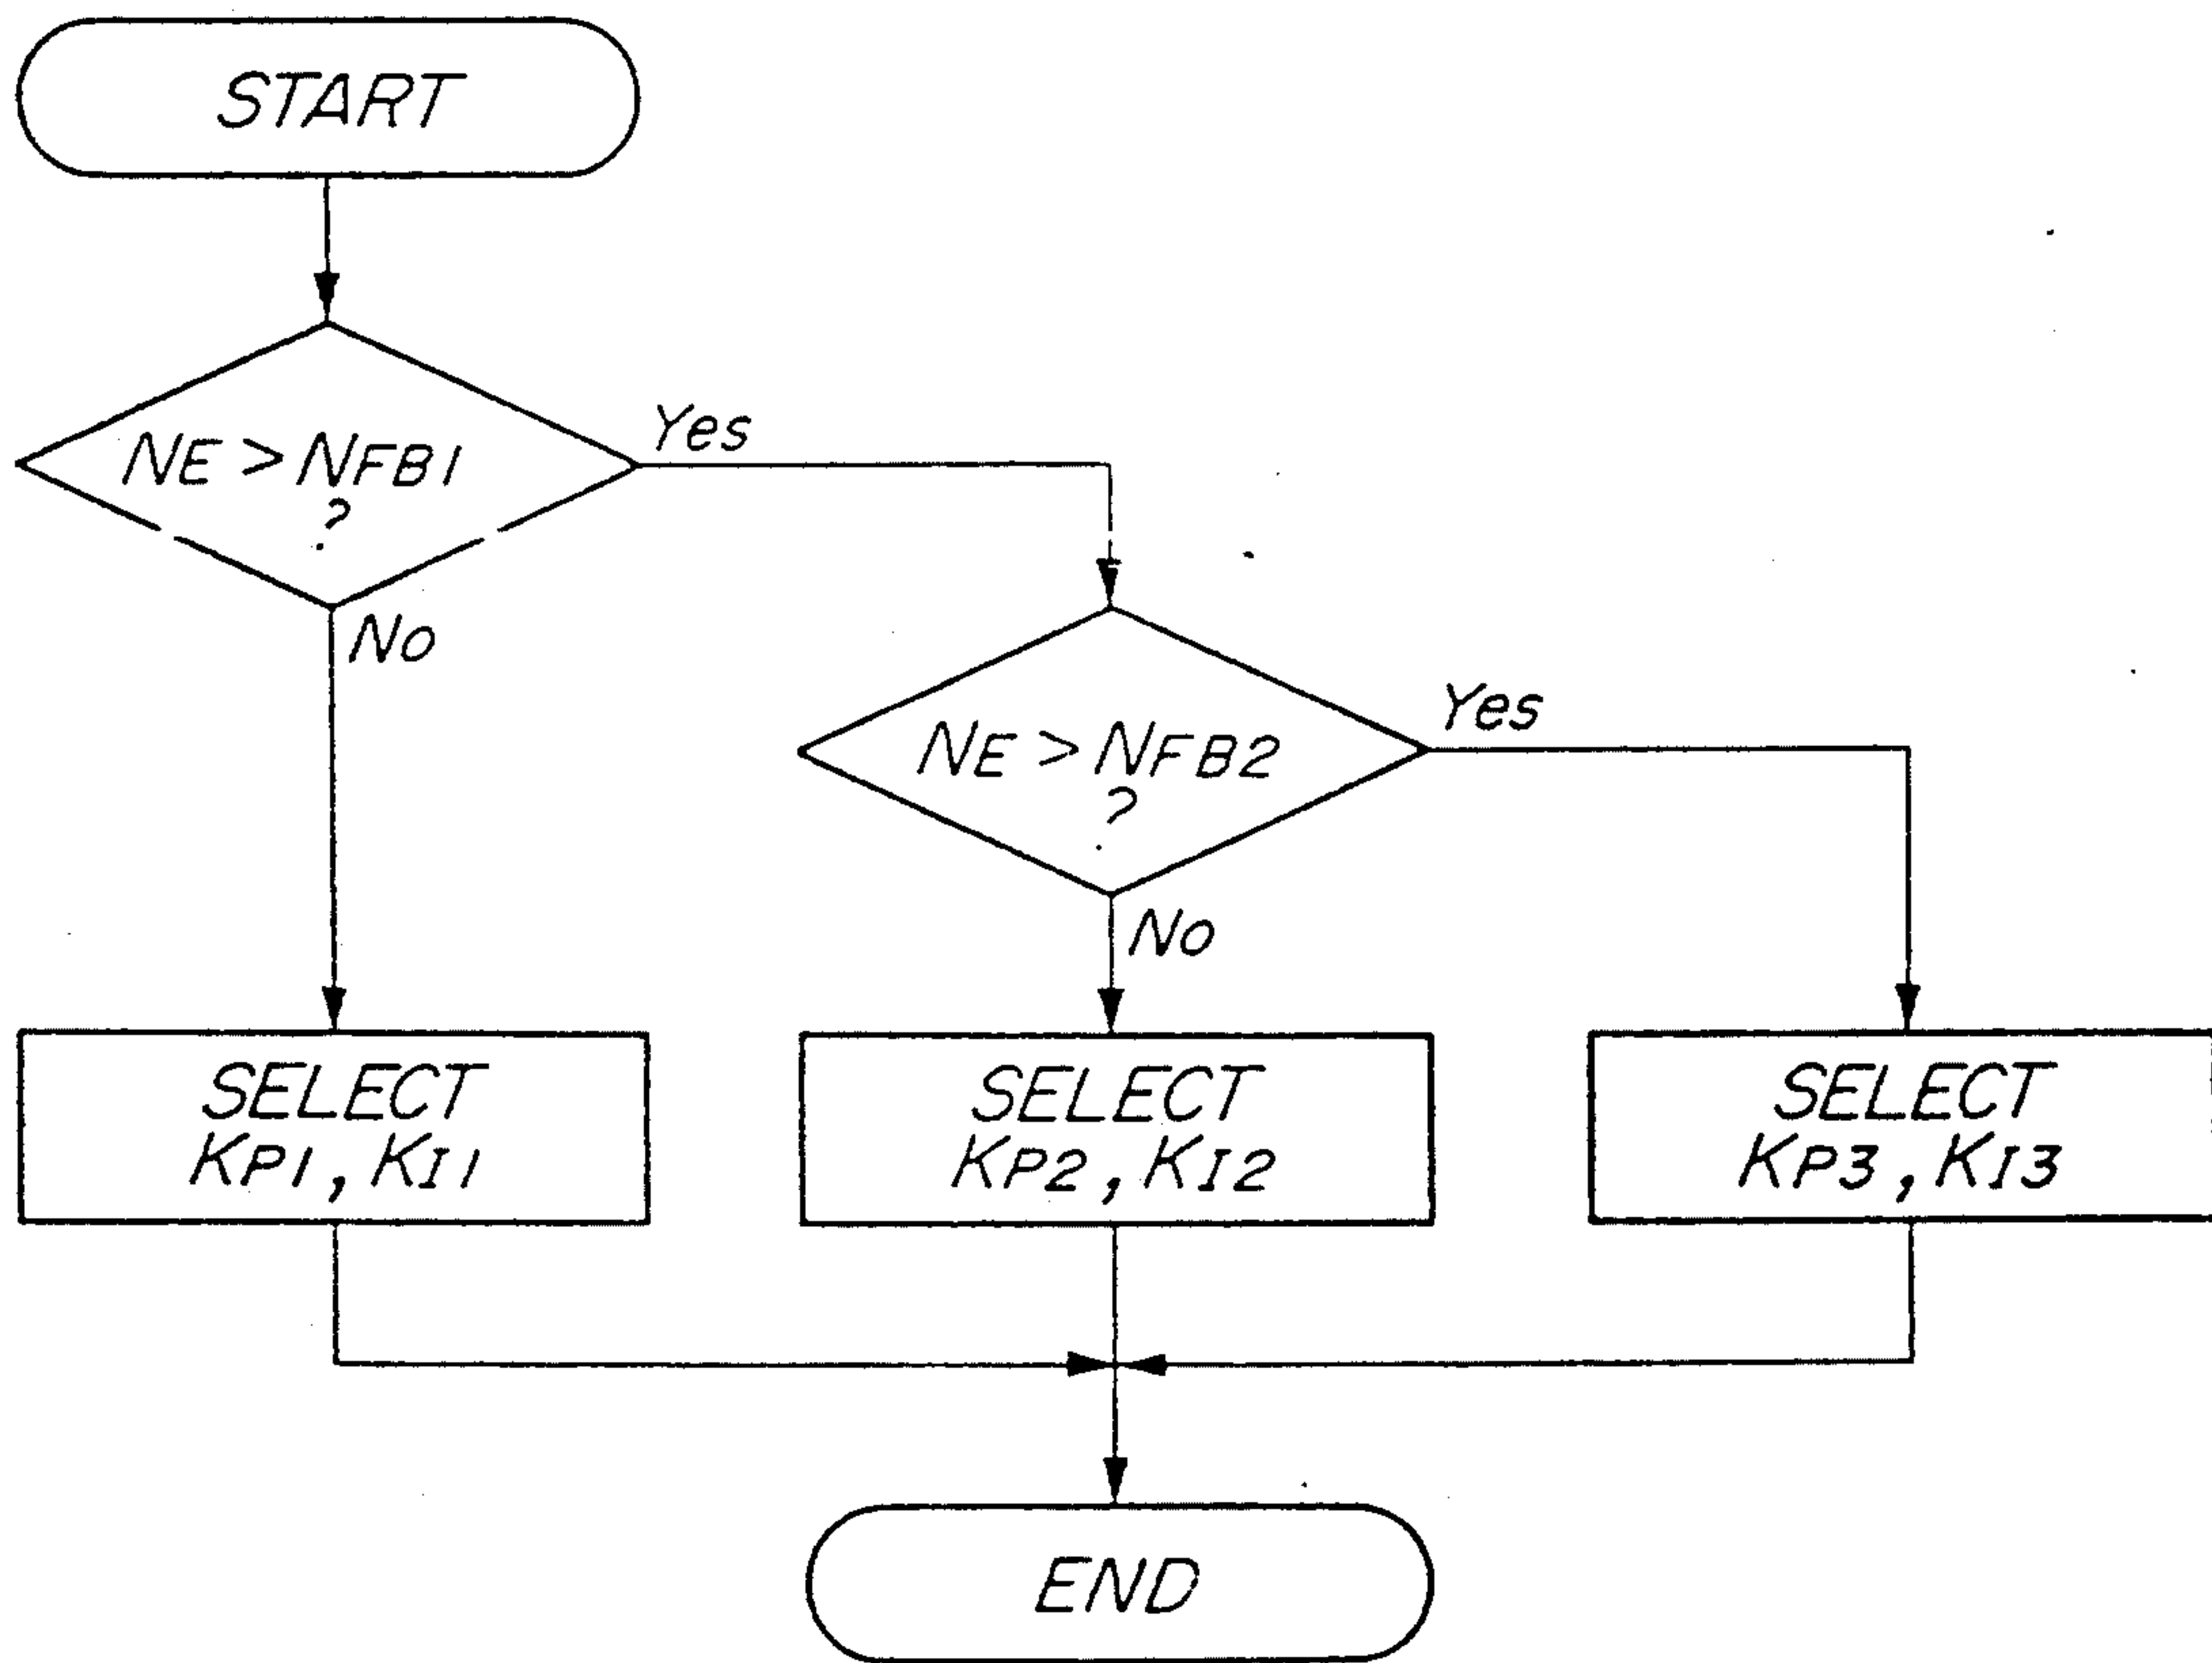 START
NE > NFB1
?
Yes
No
NE > NFB2
?
Yes
No
SELECT
KP1, KI1
SELECT
KP2, KI2
SELECT
KP3, KI3
END